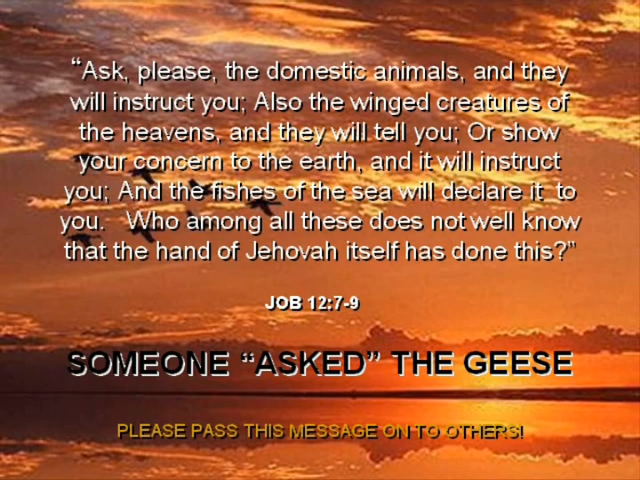 “Ask, please, the domestic animals, and they
will instruct you; Also the winged creatures of
the heavens, and they will tell you; Or show
your concern to the earth, and it will instruct
you; And the fishes of the sea will declare it  to
you.   Who among all these does not well know
that the hand of Jehovah itself has done this?”
JOB 12:7-9
SOMEONE “ASKED” THE GEESE
PLEASE PASS THIS MESSAGE ON TO OTHERS!